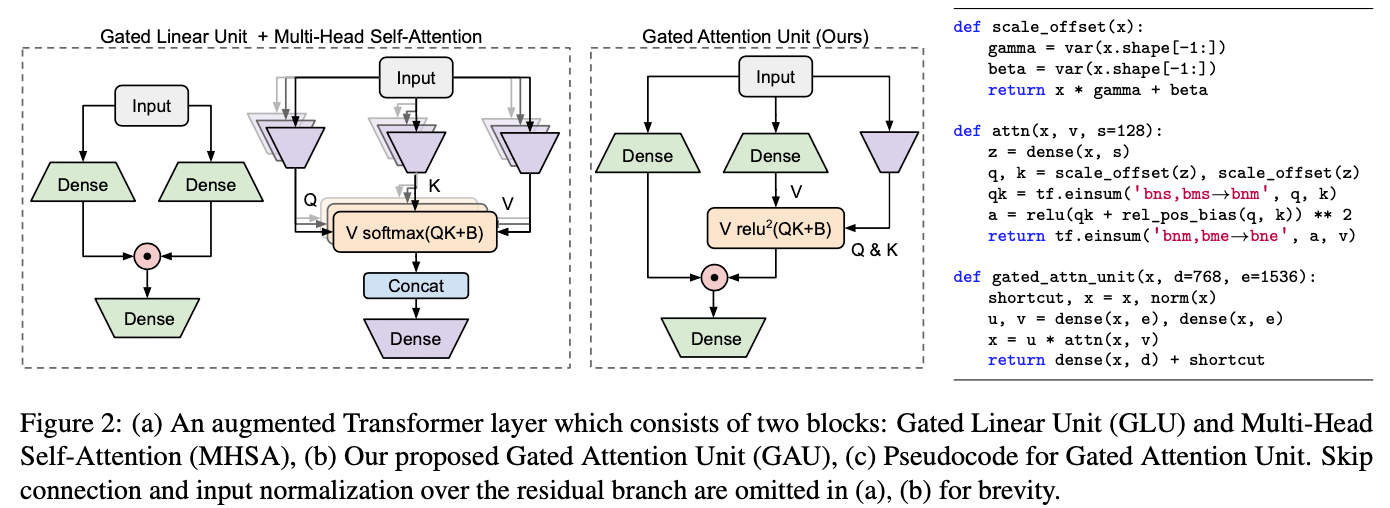 Gated Linear Unit + Multi-Head Self-Attention
Input
Dense
Dense
Dense
Input
Q
K
V
V softmax(QK+B)
Concat
Dense
Gated Attention Unit (Ours)
Input
Dense
Dense
V
V relu²(QK+B)
Q & K
Dense
def scale_offset(x):
    gamma = var(x.shape[-1:])
    beta = var(x.shape[-1:])
    return x * gamma + beta
def attn(x, v, s=128):
    z = dense(x, s)
    q, k = scale_offset(z), scale_offset(z)
    qk = tf.einsum('bns,bms→bnm', q, k)
    a = relu(qk + rel_pos_bias(q, k)) ** 2
    return tf.einsum('bnm,bme→bne', a, v)
def gated_attn_unit(x, d=768, e=1536):
    shortcut, x = x, norm(x)
    u, v = dense(x, e), dense(x, e)
    x = u * attn(x, v)
    return dense(x, d) + shortcut
Figure 2: (a) An augmented Transformer layer which consists of two blocks: Gated Linear Unit (GLU) and Multi-Head
Self-Attention (MHSA), (b) Our proposed Gated Attention Unit (GAU), (c) Pseudocode for Gated Attention Unit. Skip
connection and input normalization over the residual branch are omitted in (a), (b) for brevity.